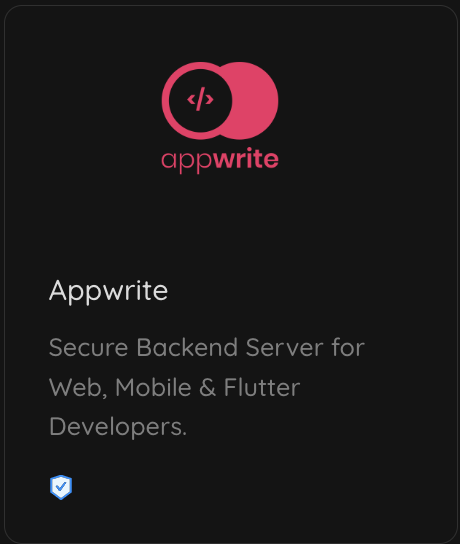 </>
appwrite
Appwrite
Secure Backend Server for
Web, Mobile & Flutter
Developers.